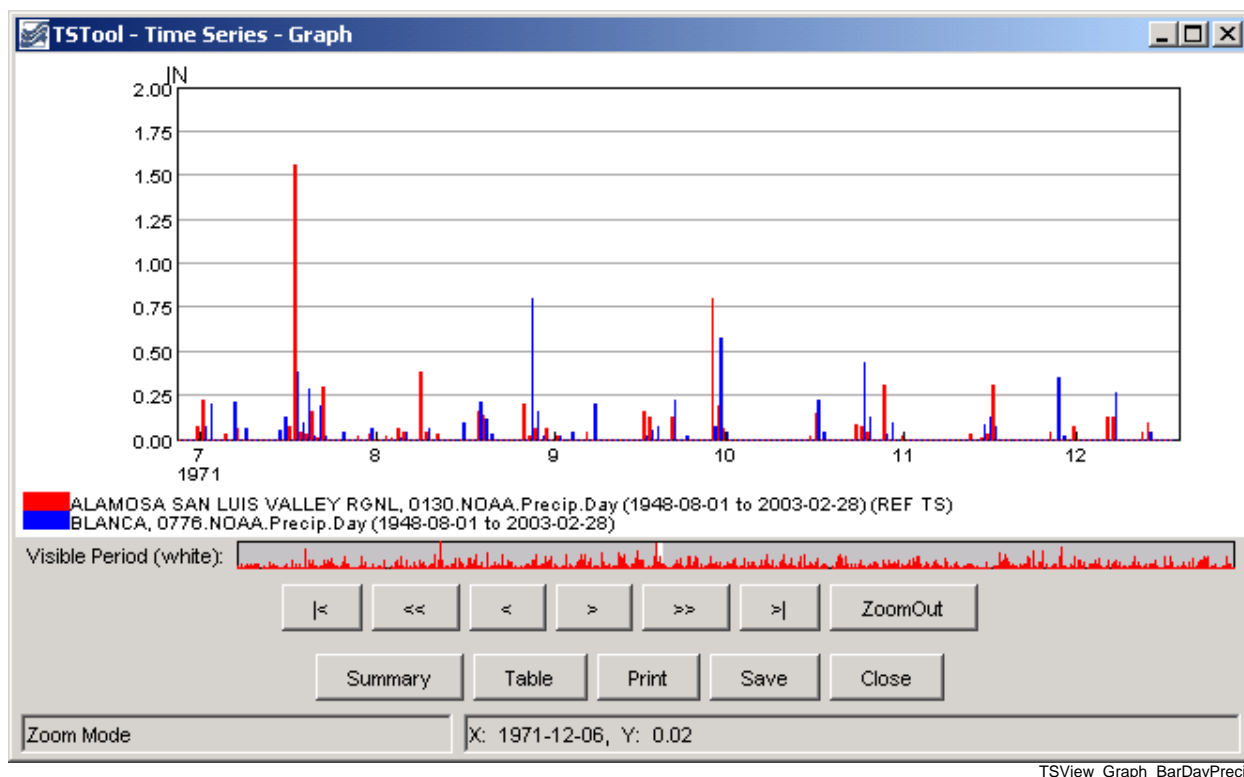 TSTool - Time Series - Graph
IN
2.00
1.75
1.50
1.25
1.00
0.75
0.50
0.25
0.00
7 8 9 10 11 12
1971
ALAMOSA SAN LUIS VALLEY RGNL, 0130.NOAA.Precip.Day (1948-08-01 to 2003-02-28) (REF TS)
BLANCA, 0776.NOAA.Precip.Day (1948-08-01 to 2003-02-28)
Visible Period (white):
|< << < > >> >| ZoomOut
Summary Table Print Save Close
Zoom Mode X: 1971-12-06, Y: 0.02
TSView_Graph_BarDayPreci